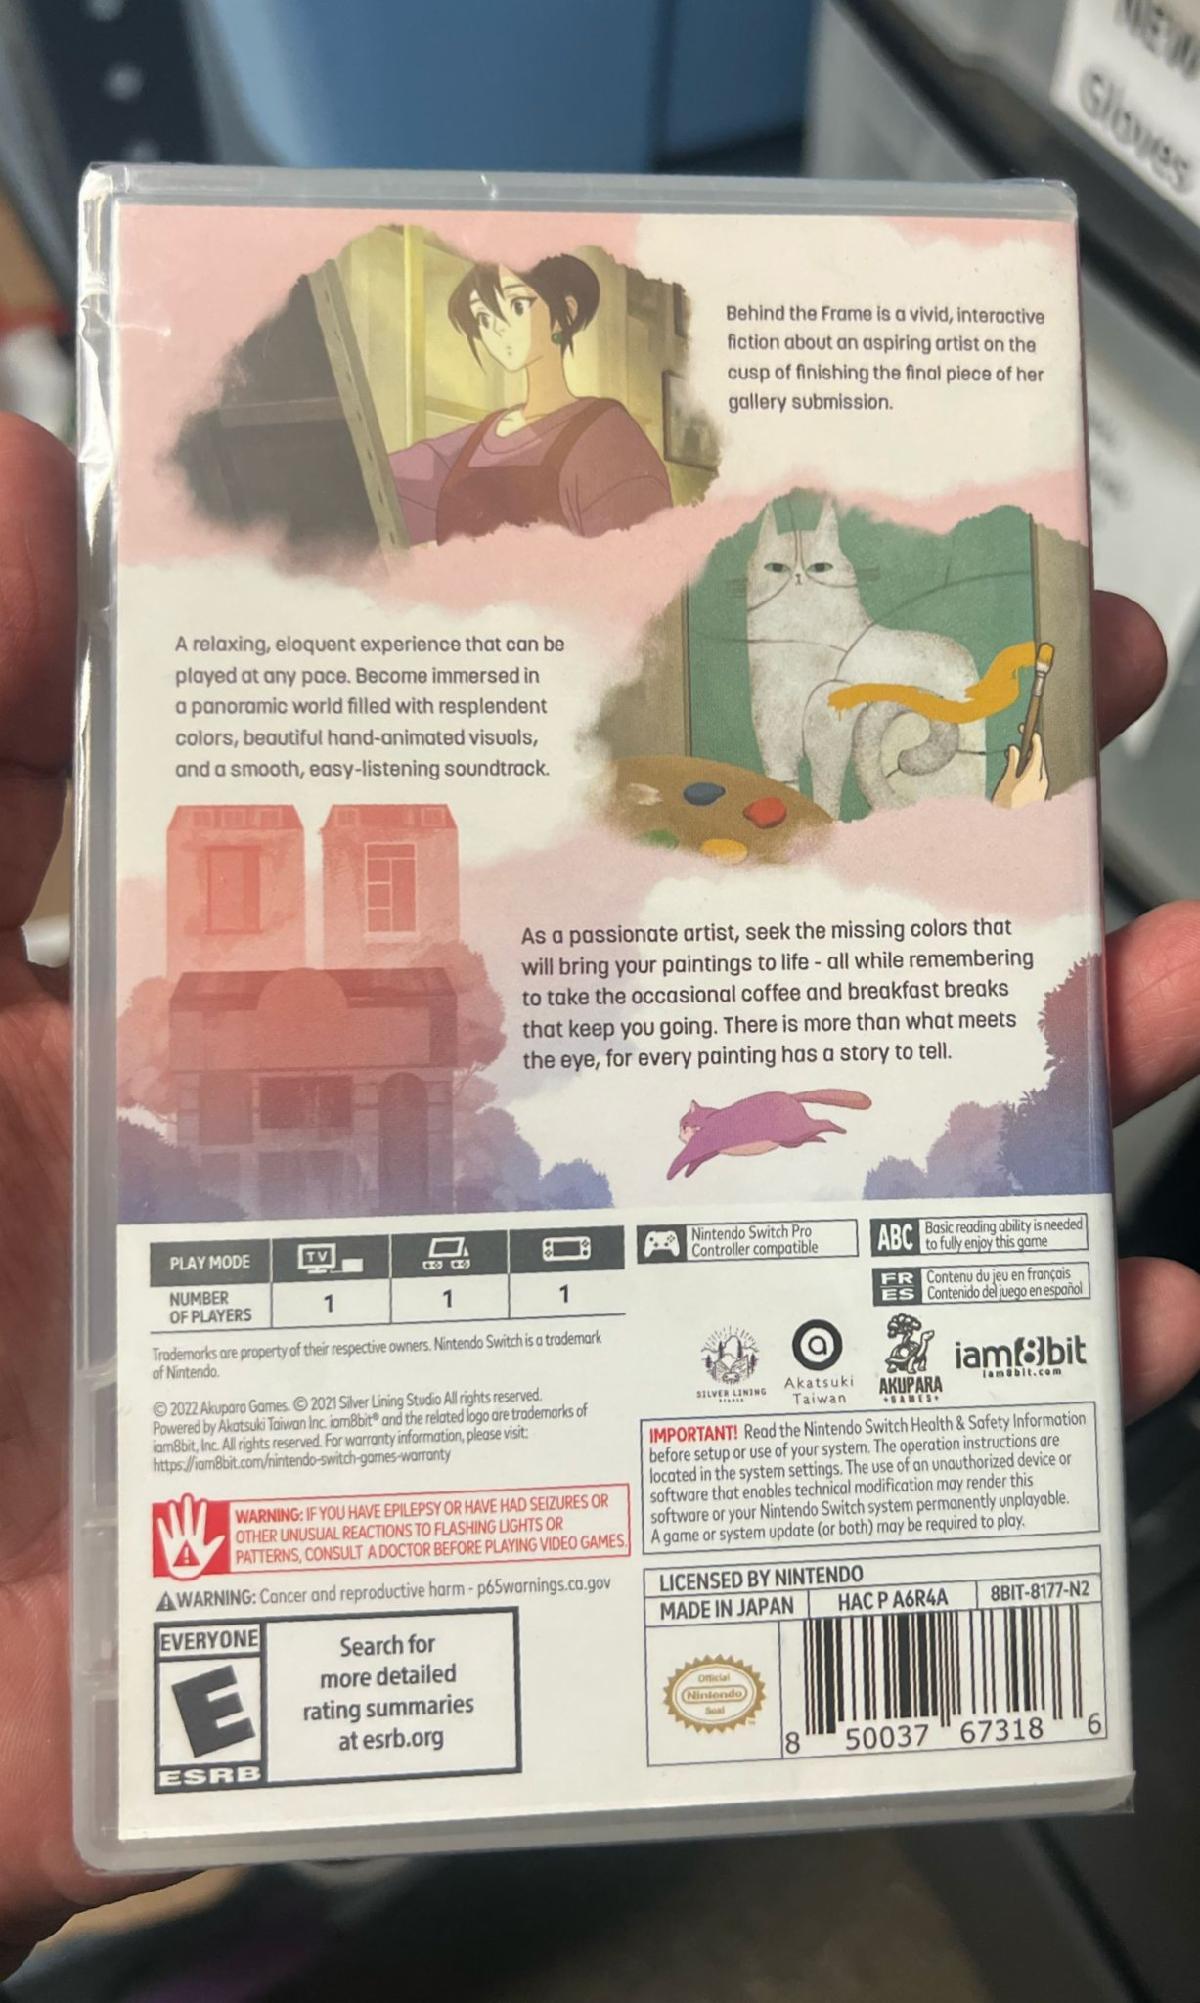 NEW
Gloves
Behind the Frame is a vivid, interactive
fiction about an aspiring artist on the
cusp of finishing the final piece of her
gallery submission.
A relaxing, eloquent experience that can be
played at any pace. Become immersed in
a panoramic world filled with resplendent
colors, beautiful hand-animated visuals,
and a smooth, easy-listening soundtrack.
As a passionate artist, seek the missing colors that
will bring your paintings to life - all while remembering
to take the occasional coffee and breakfast breaks
that keep you going. There is more than what meets
the eye, for every painting has a story to tell.
PLAY MODE
TV
NUMBER
OF PLAYERS
1
1
1
Nintendo Switch Pro
Controller compatible
ABC
Basic reading ability is needed
to fully enjoy this game
FR
ES
Contenu du jeu en français
Contenido del juego en español
Trademarks are property of their respective owners. Nintendo Switch is a trademark
of Nintendo.
© 2022 Akupara Games. © 2021 Silver Lining Studio All rights reserved.
Powered by Akatsuki Taiwan Inc. iam8bit® and the related logo are trademarks of
iam8bit, Inc. All rights reserved. For warranty information, please visit:
https://iam8bit.com/nintendo-switch-games-warranty
SILVER LINING
STUDIO
a
Akatsuki
Taiwan
AKUPARA
GAMES
iam8bit
iam8bit.com
IMPORTANT! Read the Nintendo Switch Health & Safety Information
before setup or use of your system. The operation instructions are
located in the system settings. The use of an unauthorized device or
software that enables technical modification may render this
software or your Nintendo Switch system permanently unplayable.
A game or system update (or both) may be required to play.
WARNING: IF YOU HAVE EPILEPSY OR HAVE HAD SEIZURES OR
OTHER UNUSUAL REACTIONS TO FLASHING LIGHTS OR
PATTERNS, CONSULT A DOCTOR BEFORE PLAYING VIDEO GAMES.
WARNING: Cancer and reproductive harm - p65warnings.ca.gov
EVERYONE
E
ESRB
Search for
more detailed
rating summaries
at esrb.org
LICENSED BY NINTENDO
MADE IN JAPAN
HAC P A6R4A
8BIT-8177-N2
Official
Nintendo
Seal
8 50037 67318 6